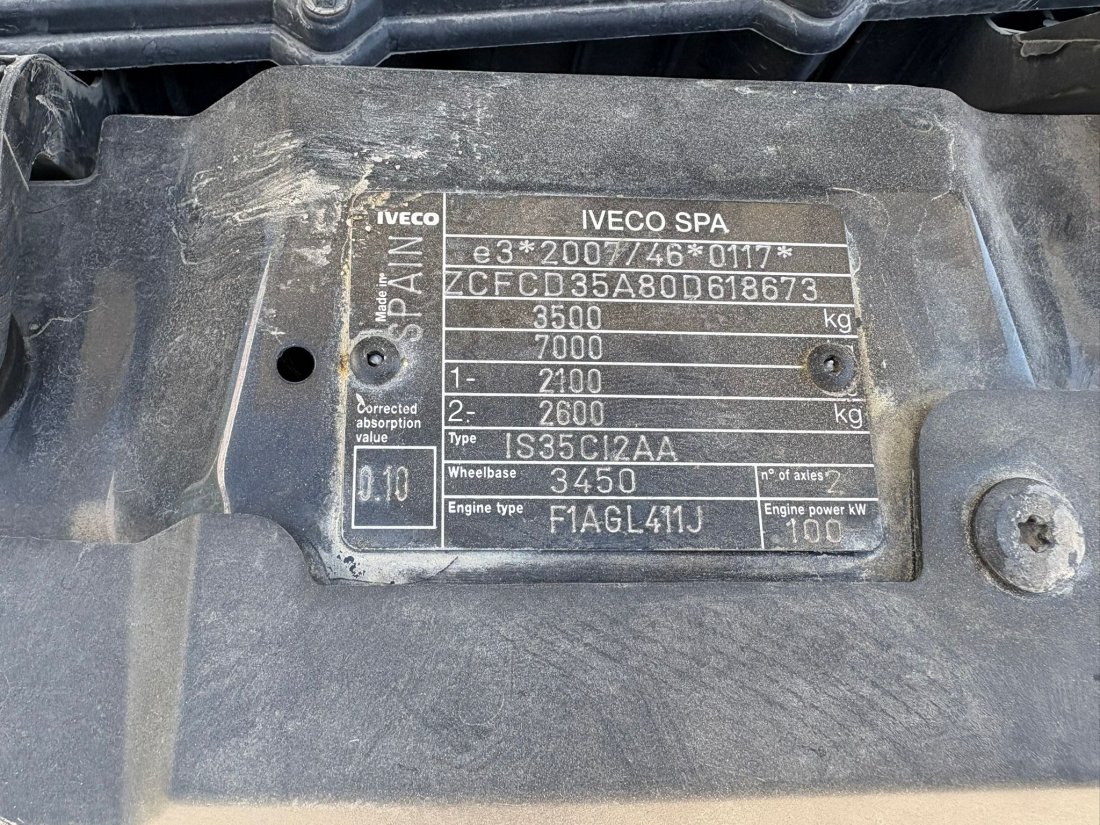 IVECO
Made in:
SPAIN
IVECO SPA
e3*2007/46*0117*
ZCFCD35A80D618673
3500 kg
7000
1- 2100
2- 2600 kg
Corrected
absorption
value
0.10
Type IS35CI2AA
Wheelbase 3450 n° of axles 2
Engine type F1AGL411J Engine power kW
100